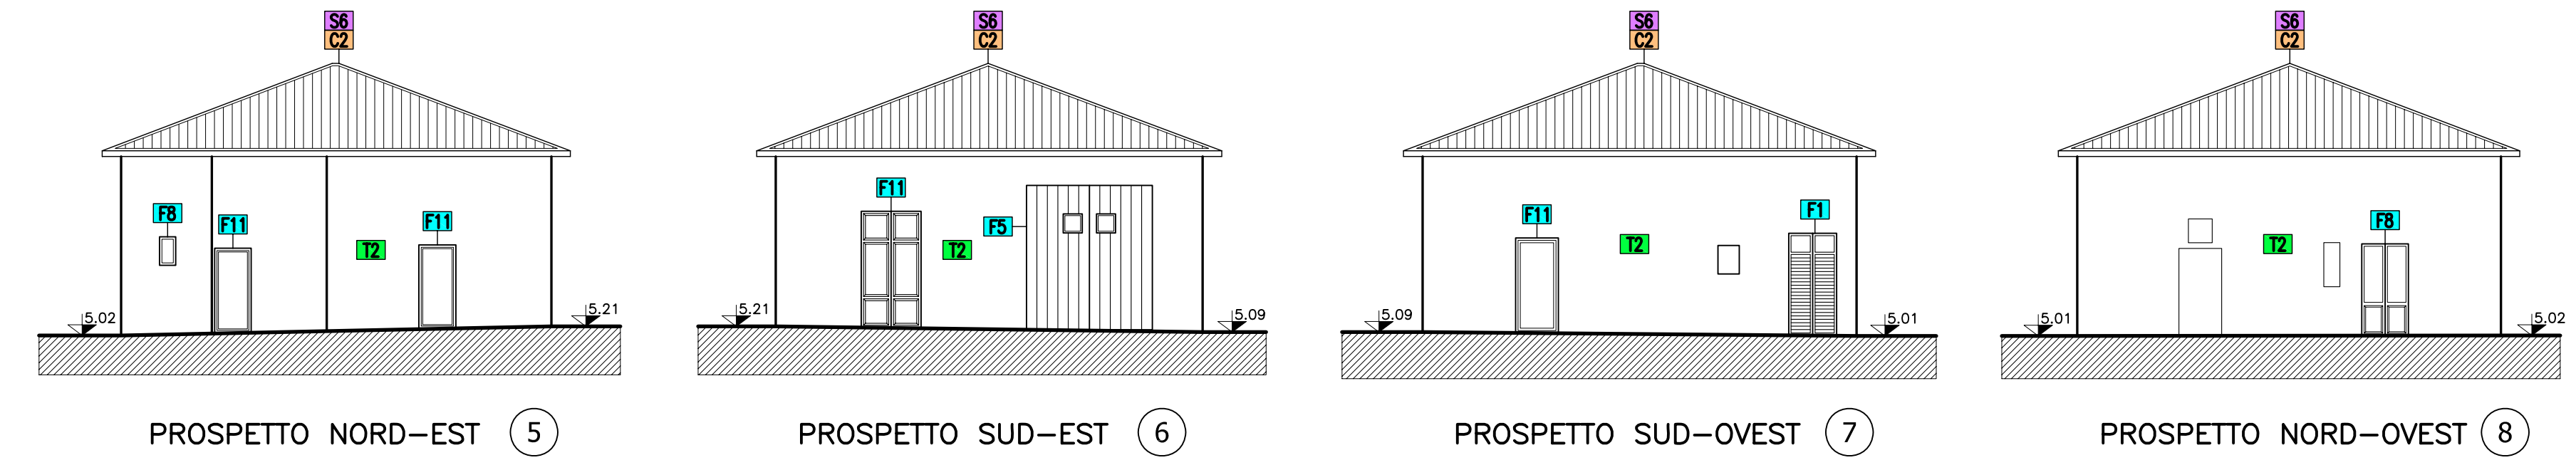 S6
C2
F8
F11
F11
T2
5.02
5.21
PROSPETTO NORD-EST 5
S6
C2
F11
F5
T2
5.21
5.09
PROSPETTO SUD-EST 6
S6
C2
F11
F1
T2
5.09
5.01
PROSPETTO SUD-OVEST 7
S6
C2
F8
T2
5.01
5.02
PROSPETTO NORD-OVEST 8